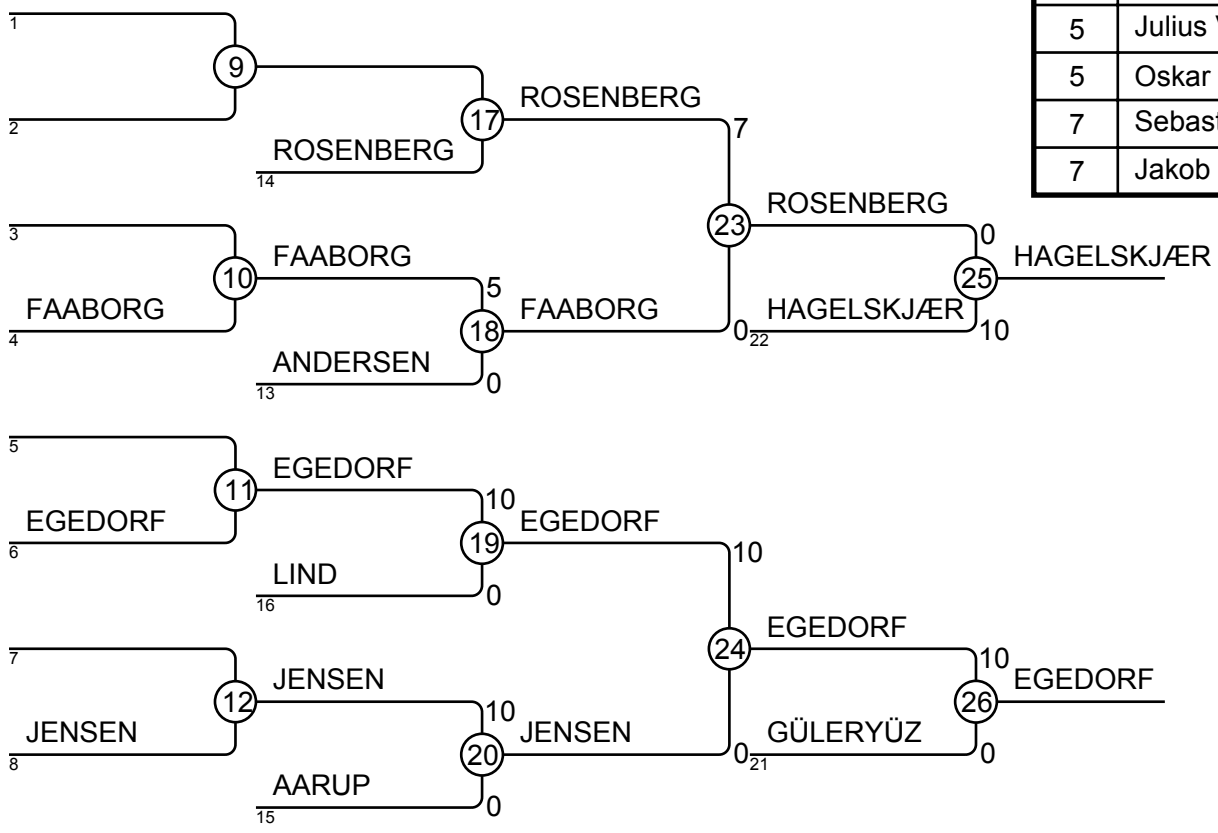 1
5 Julius
9
2
ROSENBERG
17
ROSENBERG
14
7
5 Oskar
7 Sebast
7 Jakob
3
10
FAABORG
4
FAABORG
5
18
ANDERSEN
13
0
FAABORG
0
23
ROSENBERG
0
HAGELSKJÆR
22
10
25
HAGELSKJÆR
5
11
EGEDORF
6
EGEDORF
10
19
LIND
16
0
EGEDORF
10
7
12
JENSEN
8
JENSEN
10
20
AARUP
15
0
JENSEN
0
24
EGEDORF
10
GÜLERYÜZ
21
0
26
EGEDORF